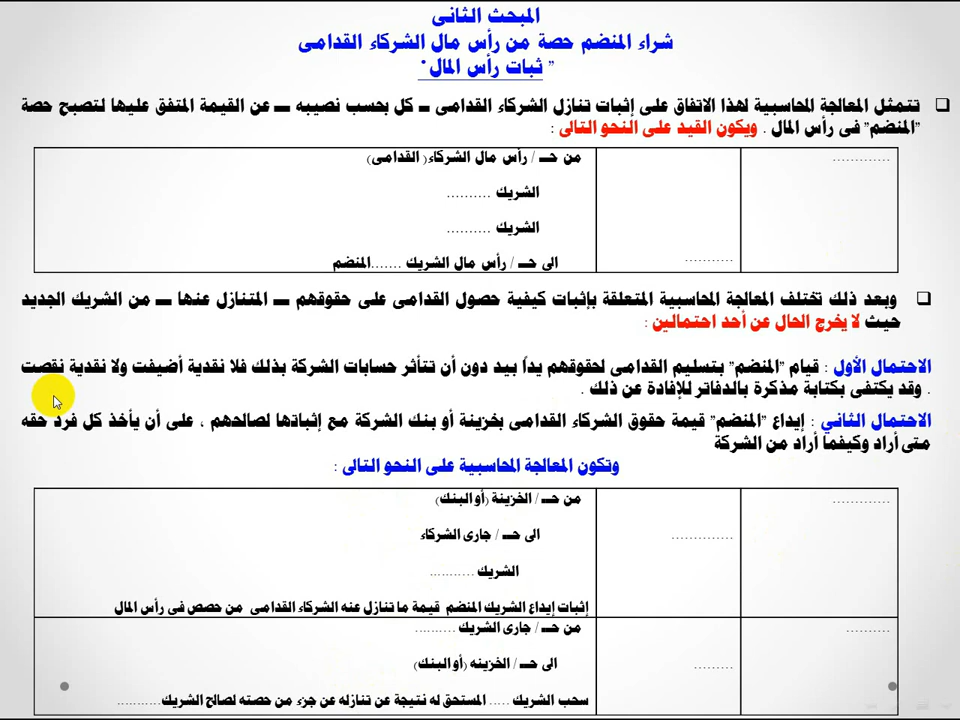 المبحث الثانى
شراء المنضم حصة من رأس مال الشركاء القدامى
" ثبات رأس المال"
تتمثل المعالجة المحاسبية لهذا الاتفاق على إثبات تنازل الشركاء القدامى – كل بحسب نصيبه – عن القيمة المتفق عليها لتصبح حصة
"المنضم" فى رأس المال . ويكون القيد على النحو التالى :
............. من حـ / رأس مال الشركاء( القدامى)
الشريك ..........
الشريك ..........
........... الى حـ / رأس مال الشريك .......المنضم
وبعد ذلك تختلف المعالجة المحاسبية المتعلقة بإثبات كيفية حصول القدامى على حقوقهم – المتنازل عنها – من الشريك الجديد
حيث لا يخرج الحال عن أحد احتمالين :
الاحتمال الأول : قيام "المنضم" بتسليم القدامى لحقوقهم يداً بيد دون أن تتأثر حسابات الشركة بذلك فلا نقدية أضيفت ولا نقدية نقصت
. وقد يكتفى بكتابة مذكرة بالدفاتر للإفادة عن ذلك .
الاحتمال الثاني : إيداع "المنضم" قيمة حقوق الشركاء القدامى بخزينة أو بنك الشركة مع إثباتها لصالحهم ، على أن يأخذ كل فرد حقه
متى أراد وكيفما أراد من الشركة
وتكون المعالجة المحاسبية على النحو التالى :
............. من حـ / الخزينة (أو البنك)
............. الى حـ / جارى الشركاء
الشريك ...........
إثبات إيداع الشريك المنضم قيمة ما تنازل عنه الشركاء القدامى من حصص فى رأس المال
.......... من حـ / جارى الشريك ..........
......... الى حـ / الخزينه (أو البنك)
سحب الشريك ..... المستحق له نتيجة عن تنازله عن جزء من حصته لصالح الشريك...........